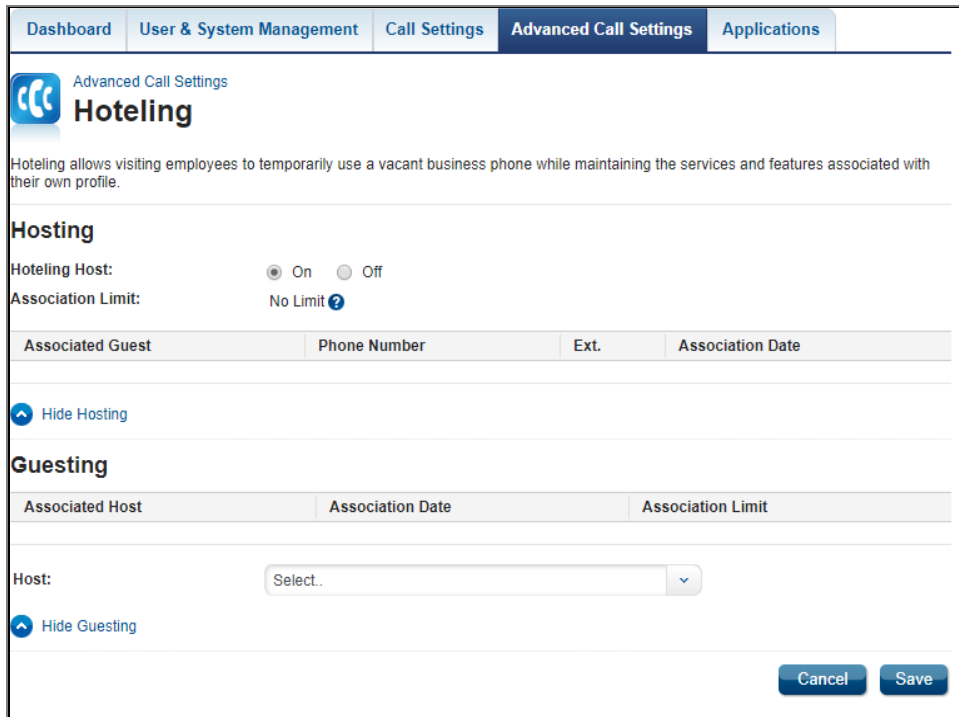 Dashboard User & System Management Call Settings Advanced Call Settings Applications
Advanced Call Settings
Hoteling
Hoteling allows visiting employees to temporarily use a vacant business phone while maintaining the services and features associated with
their own profile.
Hosting
Hoteling Host: On Off
Association Limit: No Limit ?
Associated Guest Phone Number Ext. Association Date
Hide Hosting
Guesting
Associated Host Association Date Association Limit
Host: Select..
Hide Guesting
Cancel Save